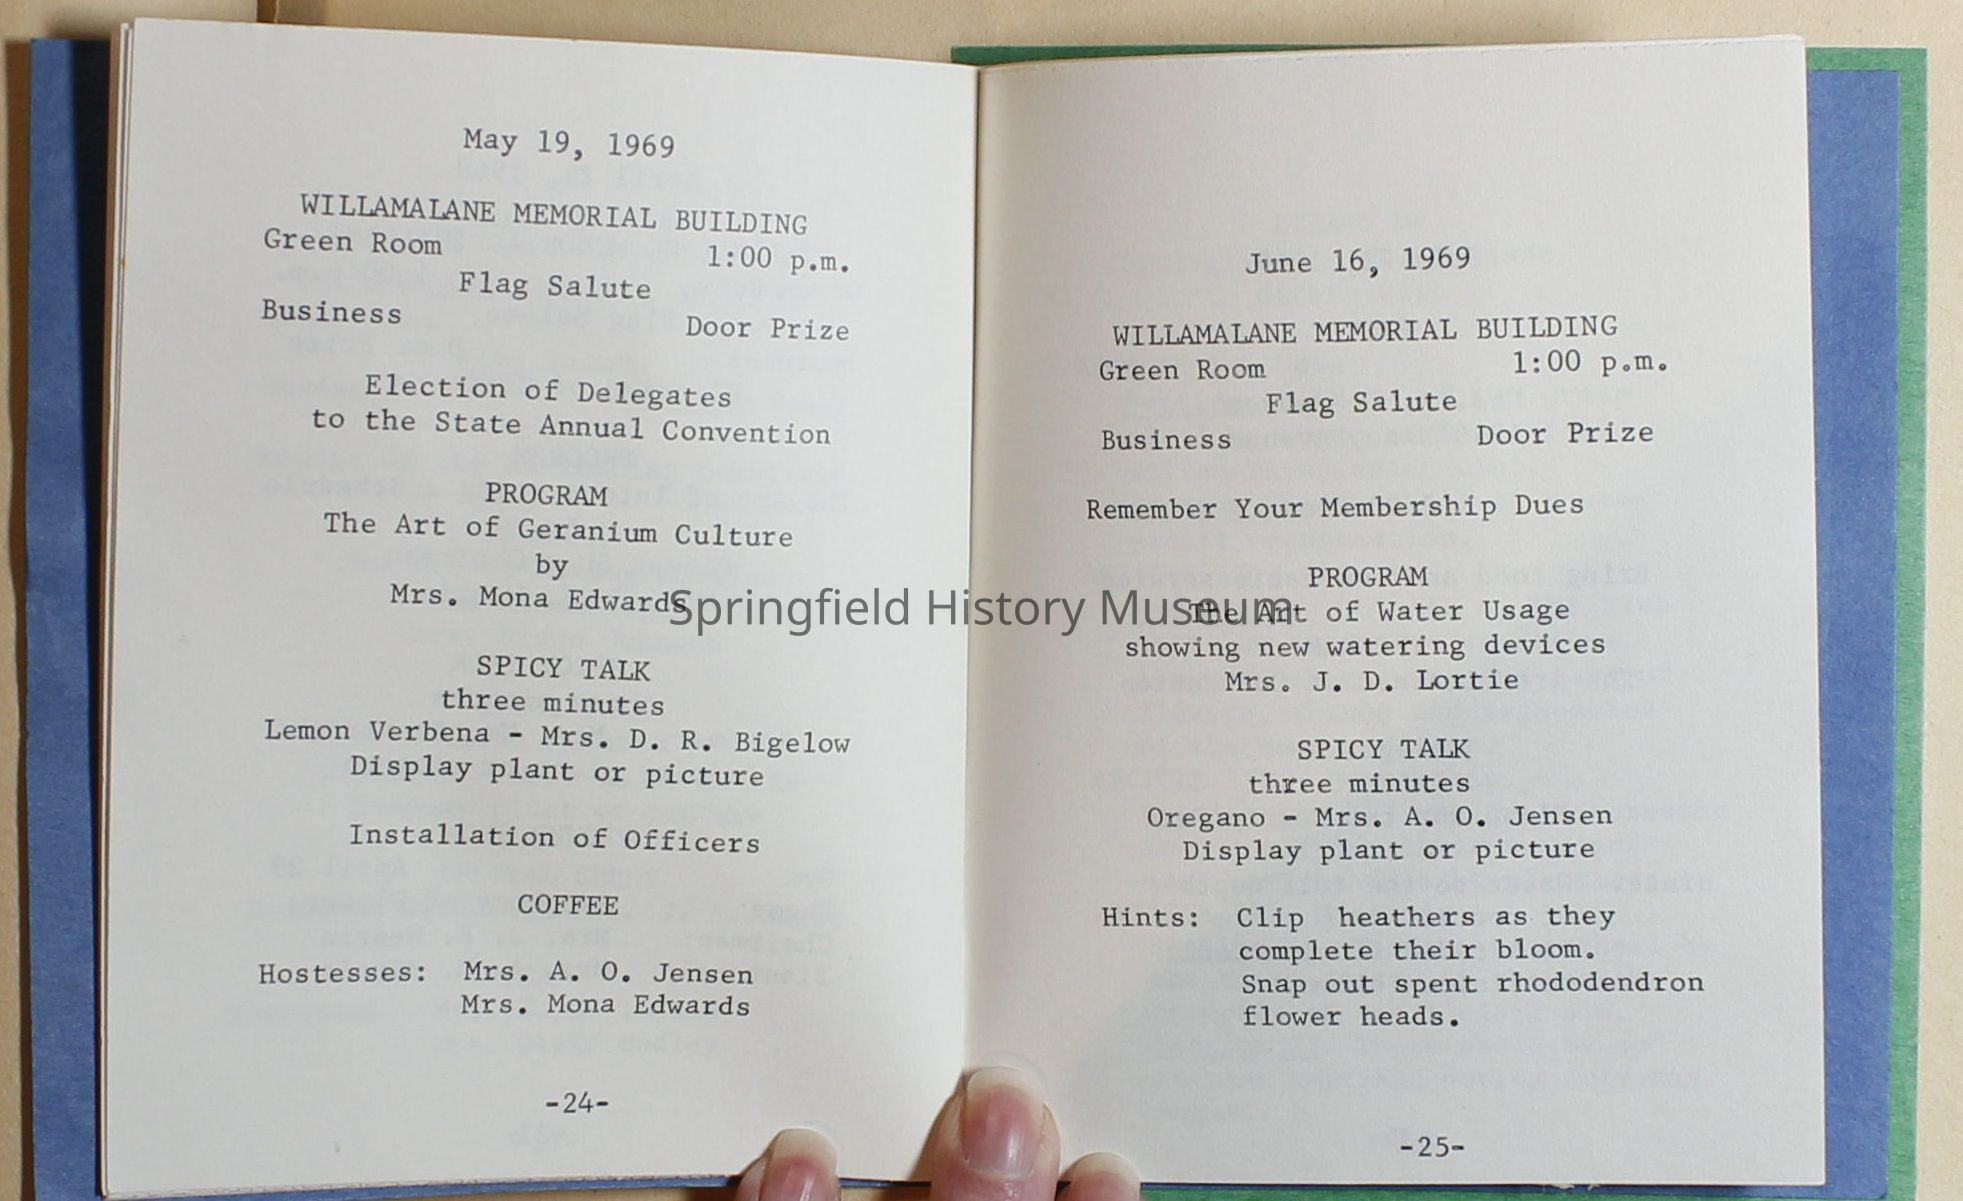 May 19, 1969
WILLAMALANE MEMORIAL BUILDING
Green Room 1:00 p.m.
Flag Salute
Business Door Prize
Election of Delegates
to the State Annual Convention
PROGRAM
The Art of Geranium Culture
by
Mrs. Mona Edwards
SPICY TALK
three minutes
Lemon Verbena - Mrs. D. R. Bigelow
Display plant or picture
Installation of Officers
COFFEE
Hostesses: Mrs. A. O. Jensen
Mrs. Mona Edwards
-24-
June 16, 1969
WILLAMALANE MEMORIAL BUILDING
Green Room 1:00 p.m.
Flag Salute
Business Door Prize
Remember Your Membership Dues
PROGRAM
The Art of Water Usage
showing new watering devices
Mrs. J. D. Lortie
SPICY TALK
three minutes
Oregano - Mrs. A. O. Jensen
Display plant or picture
Hints: Clip heathers as they
complete their bloom.
Snap out spent rhododendron
flower heads.
-25-
Springfield History Museum